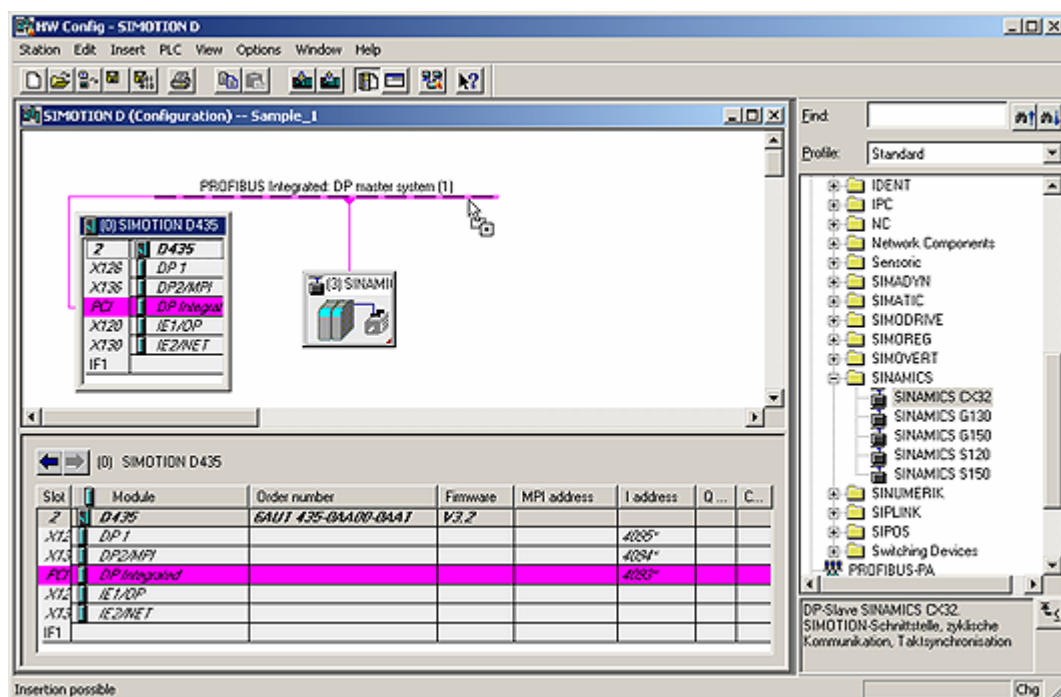 HW Config - SIMOTION D
Station Edit Insert PLC View Options Window Help
SIMOTION D (Configuration) -- Sample_1
PROFIBUS Integrated: DP master system (1)
(0) SIMOTION D435
2 D435
X126 DP 1
X136 DP2/MPI
PCI DP Integrat
X120 IE1/OP
X130 IE2/NET
IF1
(3) SINAMI
Find:
Profile: Standard
IDENT
IPC
NC
Network Components
Sensoric
SIMADYN
SIMATIC
SIMODRIVE
SIMOREG
SIMOVERT
SINAMICS
SINAMICS CX32
SINAMICS G130
SINAMICS G150
SINAMICS S120
SINAMICS S150
SINUMERIK
SIPLINK
SIPOS
Switching Devices
PROFIBUS-PA
(0) SIMOTION D435
Slot Module Order number Firmware MPI address I address Q ... C...
2 D435 6AU1 435-0AA00-0AA1 V3.2
X12 DP 1 4095*
X13 DP2/MPI 4094*
PCI DP Integrated 4093*
X12 IE1/OP
X13 IE2/NET
IF1
DP-Slave SINAMICS CX32,
SIMOTION-Schnittstelle, zyklische
Kommunikation, Taktsynchronisation
Insertion possible
Chg